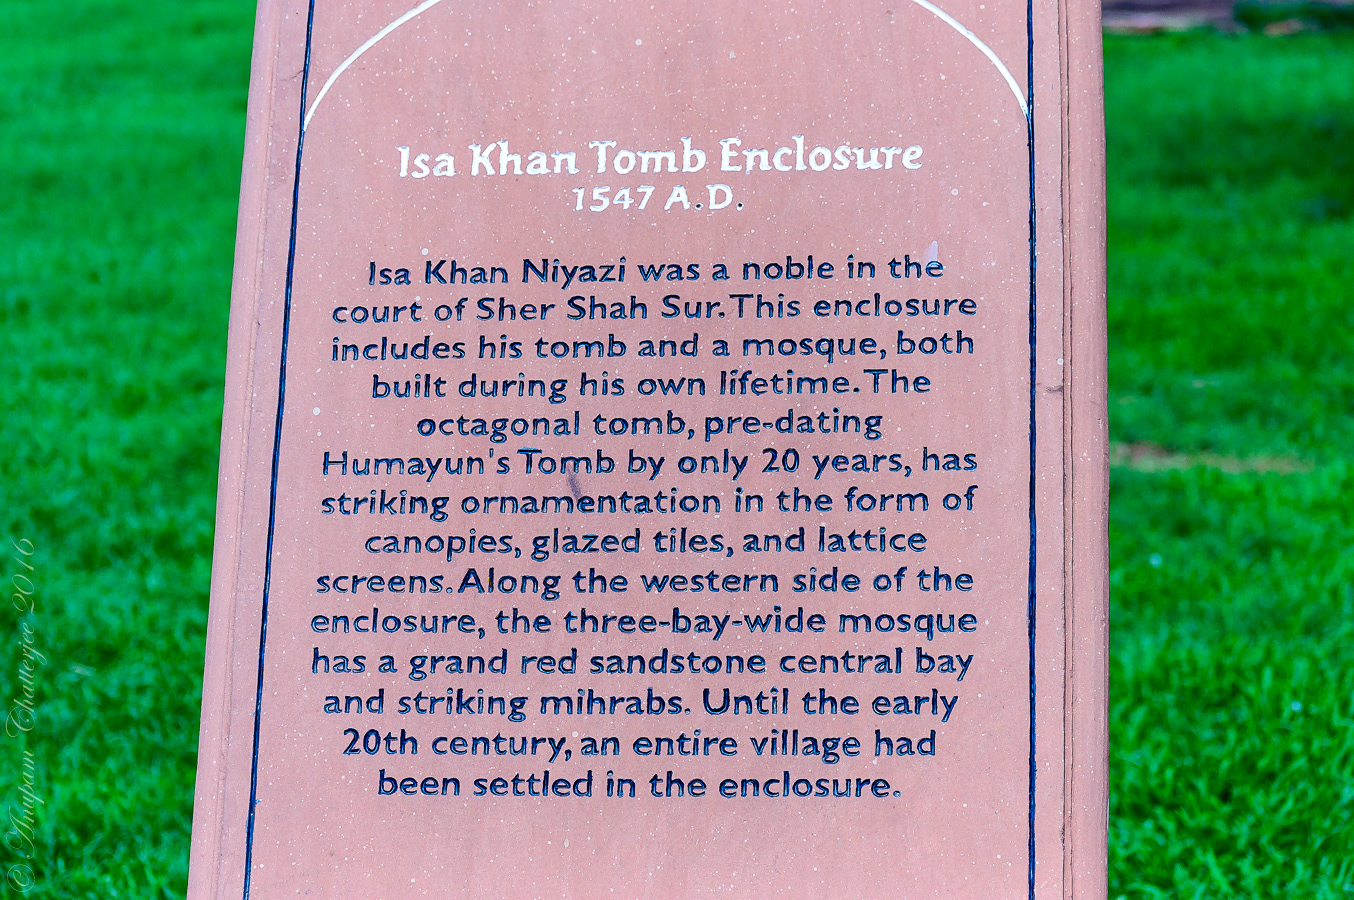 Isa Khan Tomb Enclosure
1547 A.D.
Isa Khan Niyazi was a noble in the
court of Sher Shah Sur. This enclosure
includes his tomb and a mosque, both
built during his own lifetime. The
octagonal tomb, pre-dating
Humayun's Tomb by only 20 years, has
striking ornamentation in the form of
canopies, glazed tiles, and lattice
screens. Along the western side of the
enclosure, the three-bay-wide mosque
has a grand red sandstone central bay
and striking mihrabs. Until the early
20th century, an entire village had
been settled in the enclosure.
© Anupam Chatterjee 2016